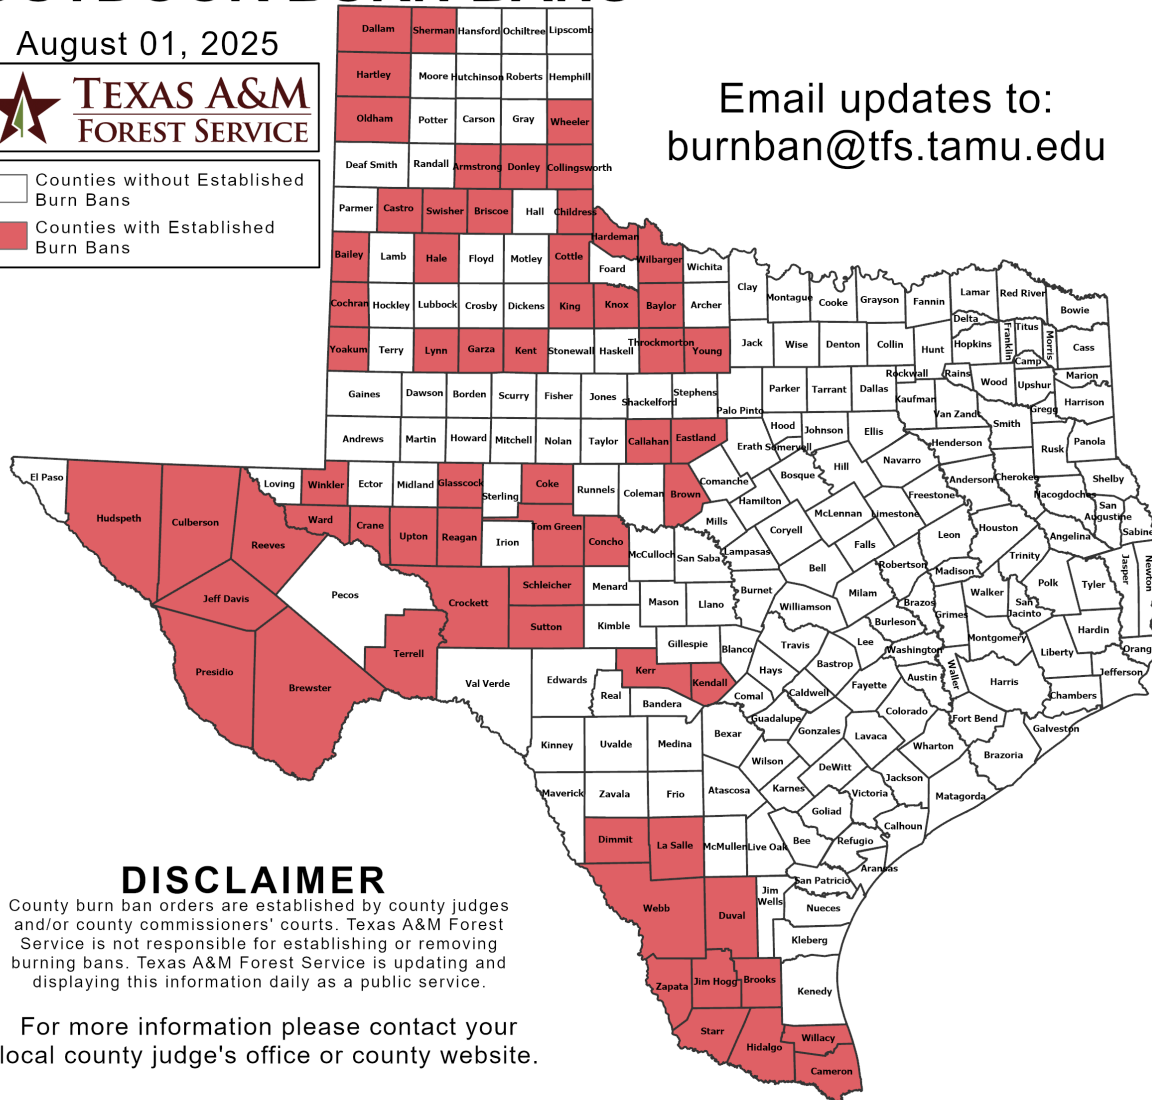 August 01, 2025
TEXAS A&M
FOREST SERVICE
Counties without Established
Burn Bans
Counties with Established
Burn Bans
Email updates to:
burnban@tfs.tamu.edu
Dallam Sherman Hansford Ochiltree Lipscomb
Hartley Moore Hutchinson Roberts Hemphill
Oldham Potter Carson Gray Wheeler
Deaf Smith Randall Armstrong Donley Collingsworth
Parmer Castro Swisher Briscoe Hall Childress
Hardeman
Bailey Lamb Hale Floyd Motley Cottle Foard Wilbarger Wichita
Clay Montague Cooke Grayson Fannin Lamar Red River Bowie
Cochran Hockley Lubbock Crosby Dickens King Knox Baylor Archer
Delta Titus Franklin Morris
Yoakum Terry Lynn Garza Kent Stonewall Haskell Throckmorton Young Jack Wise Denton Collin Hunt Hopkins Camp Cass
Rockwall Rains Wood Upshur Marion
Gaines Dawson Borden Scurry Fisher Jones Shackelford Stephens Palo Pinto Parker Tarrant Dallas Kaufman Van Zandt Gregg Harrison
Andrews Martin Howard Mitchell Nolan Taylor Callahan Eastland Erath Hood Somervell Johnson Ellis Henderson Smith Rusk Panola
El Paso Hudspeth Culberson Reeves Loving Winkler Ector Midland Glasscock Sterling Coke Runnels Coleman Brown Comanche Hamilton Bosque Hill Navarro Freestone Anderson Cherokee Nacogdoches Shelby
San
Augustine
Sabine
Ward Crane Upton Reagan Irion Tom Green Concho McCulloch San Saba Mills Lampasas Coryell McLennan Limestone Falls Leon Houston Angelina Trinity
Jeff Davis Pecos Crockett Schleicher Menard Mason Llano Burnet Bell Williamson Milam Robertson Madison Brazos Grimes Walker Polk Tyler Jasper Newton
San
Jacinto
Presidio Brewster Terrell Sutton Kimble Gillespie Blanco Travis Lee Burleson Washington Montgomery Liberty Hardin Orang
Val Verde Edwards Real Kerr Kendall Bandera Hays Comal Caldwell Bastrop Fayette Austin Waller Harris Chambers Jefferson
Kinney Uvalde Medina Bexar Guadalupe Gonzales Lavaca Colorado Wharton Fort Bend Brazoria Galveston
Maverick Zavala Frio Atascosa Wilson Karnes DeWitt Victoria Jackson Matagorda
Dimmit La Salle McMullen Live Oak Bee Goliad Refugio Calhoun Aransas
San Patricio
Webb Duval
Jim
Wells
Nueces
Kleberg
Zapata Jim Hogg Brooks Kenedy
Starr Hidalgo Willacy
Cameron
DISCLAIMER
County burn ban orders are established by county judges
and/or county commissioners' courts. Texas A&M Forest
Service is not responsible for establishing or removing
burning bans. Texas A&M Forest Service is updating and
displaying this information daily as a public service.
For more information please contact your
local county judge's office or county website.